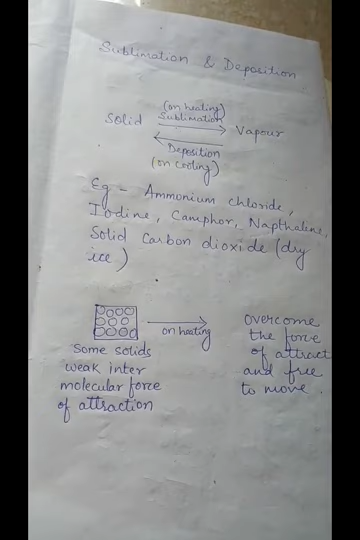 Sublimation & Deposition
(on heating)
Solid Sublimation Vapour
Deposition
(on cooling)
Eg - Ammonium chloride,
Iodine, Camphor, Napthalene,
Solid Carbon dioxide (dry
ice)
on heating
Some solids
weak inter
molecular force
of attraction
overcome
the force
of attract
and free
to move.